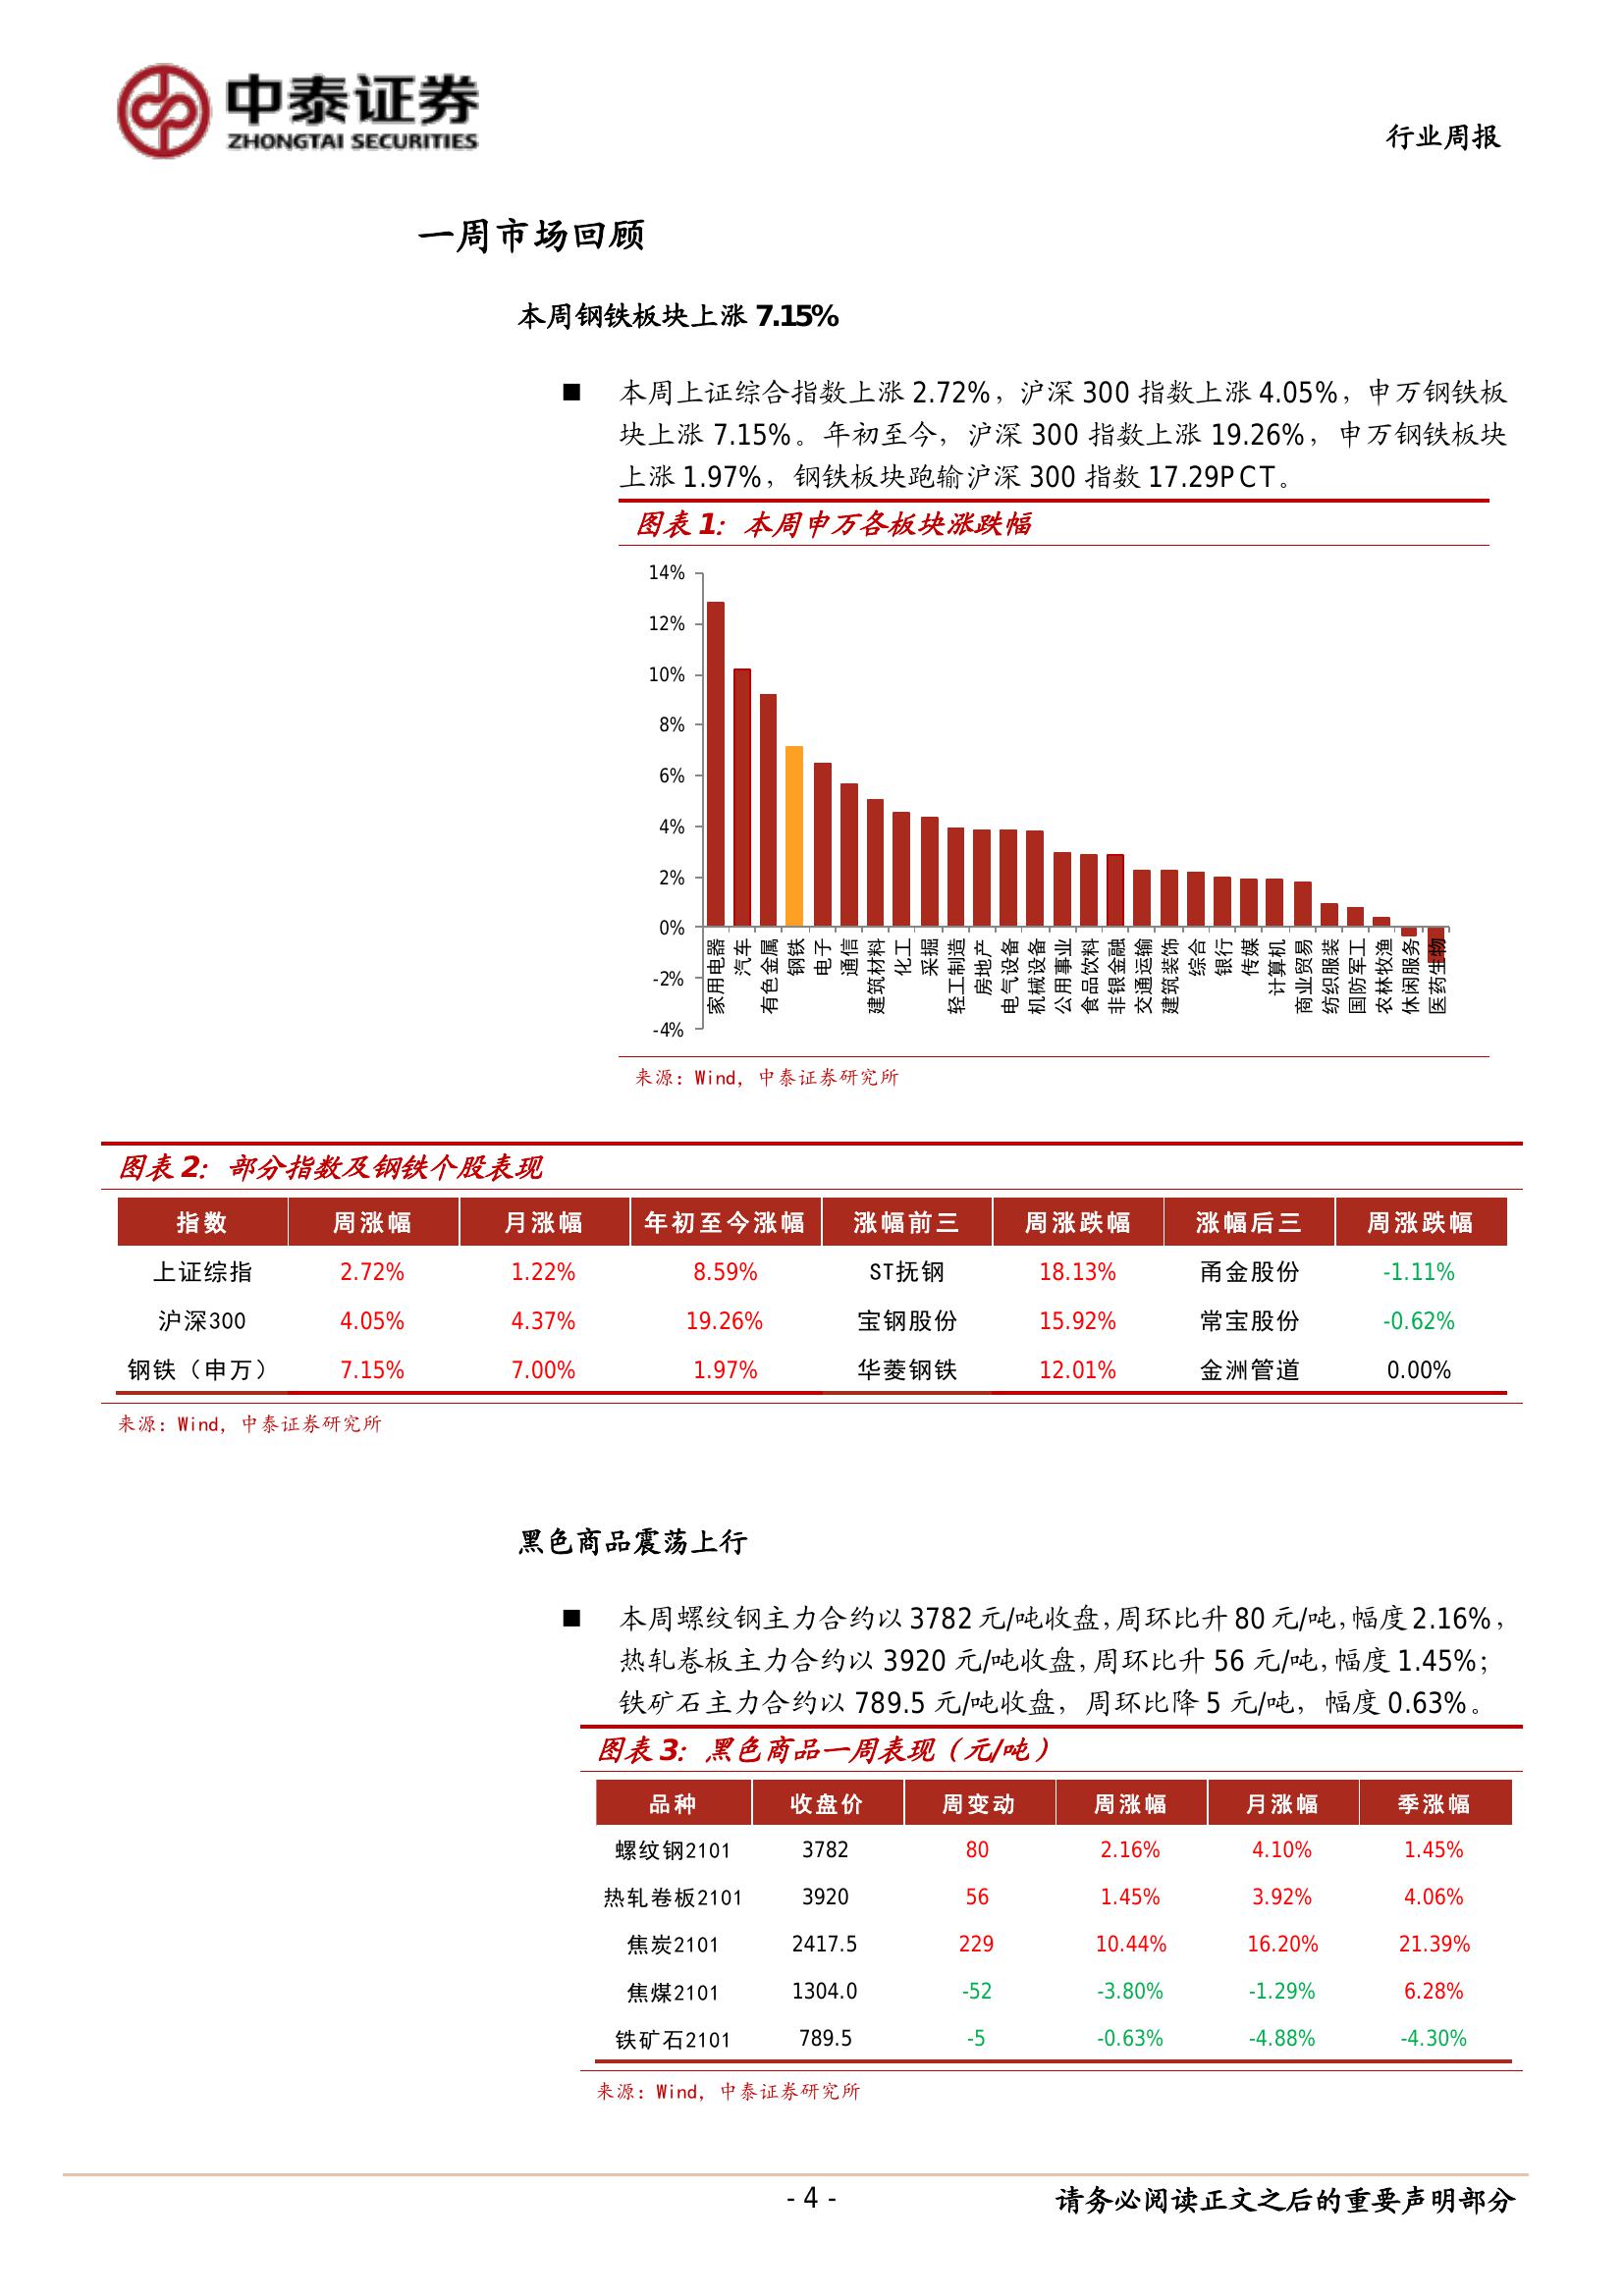 中泰证券
ZHONGTAI SECURITIES
行业周报
一周市场回顾
本周钢铁板块上涨 7.15%
■ 本周上证综合指数上涨 2.72%，沪深 300 指数上涨 4.05%，申万钢铁板
块上涨 7.15%。年初至今，沪深 300 指数上涨 19.26%，申万钢铁板块
上涨 1.97%，钢铁板块跑输沪深 300 指数 17.29PCT。
图表 1：本周申万各板块涨跌幅
14%
12%
10%
8%
6%
4%
2%
0%
-2%
-4%
家用电器
汽车
有色金属
钢铁
电子
通信
建筑材料
化工
采掘
轻工制造
房地产
电气设备
机械设备
公用事业
食品饮料
非银金融
交通运输
建筑装饰
综合
银行
传媒
计算机
商业贸易
纺织服装
国防军工
农林牧渔
休闲服务
医药生物
来源：Wind，中泰证券研究所
图表 2：部分指数及钢铁个股表现
指数 周涨幅 月涨幅 年初至今涨幅 涨幅前三 周涨跌幅 涨幅后三 周涨跌幅
上证综指 2.72% 1.22% 8.59% ST抚钢 18.13% 甬金股份 -1.11%
沪深300 4.05% 4.37% 19.26% 宝钢股份 15.92% 常宝股份 -0.62%
钢铁（申万） 7.15% 7.00% 1.97% 华菱钢铁 12.01% 金洲管道 0.00%
来源：Wind，中泰证券研究所
黑色商品震荡上行
■ 本周螺纹钢主力合约以 3782 元/吨收盘，周环比升 80 元/吨，幅度 2.16%，
热轧卷板主力合约以 3920 元/吨收盘，周环比升 56 元/吨，幅度 1.45%；
铁矿石主力合约以 789.5 元/吨收盘，周环比降 5 元/吨，幅度 0.63%。
图表 3：黑色商品一周表现（元/吨）
品种 收盘价 周变动 周涨幅 月涨幅 季涨幅
螺纹钢2101 3782 80 2.16% 4.10% 1.45%
热轧卷板2101 3920 56 1.45% 3.92% 4.06%
焦炭2101 2417.5 229 10.44% 16.20% 21.39%
焦煤2101 1304.0 -52 -3.80% -1.29% 6.28%
铁矿石2101 789.5 -5 -0.63% -4.88% -4.30%
来源：Wind，中泰证券研究所
- 4 -
请务必阅读正文之后的重要声明部分